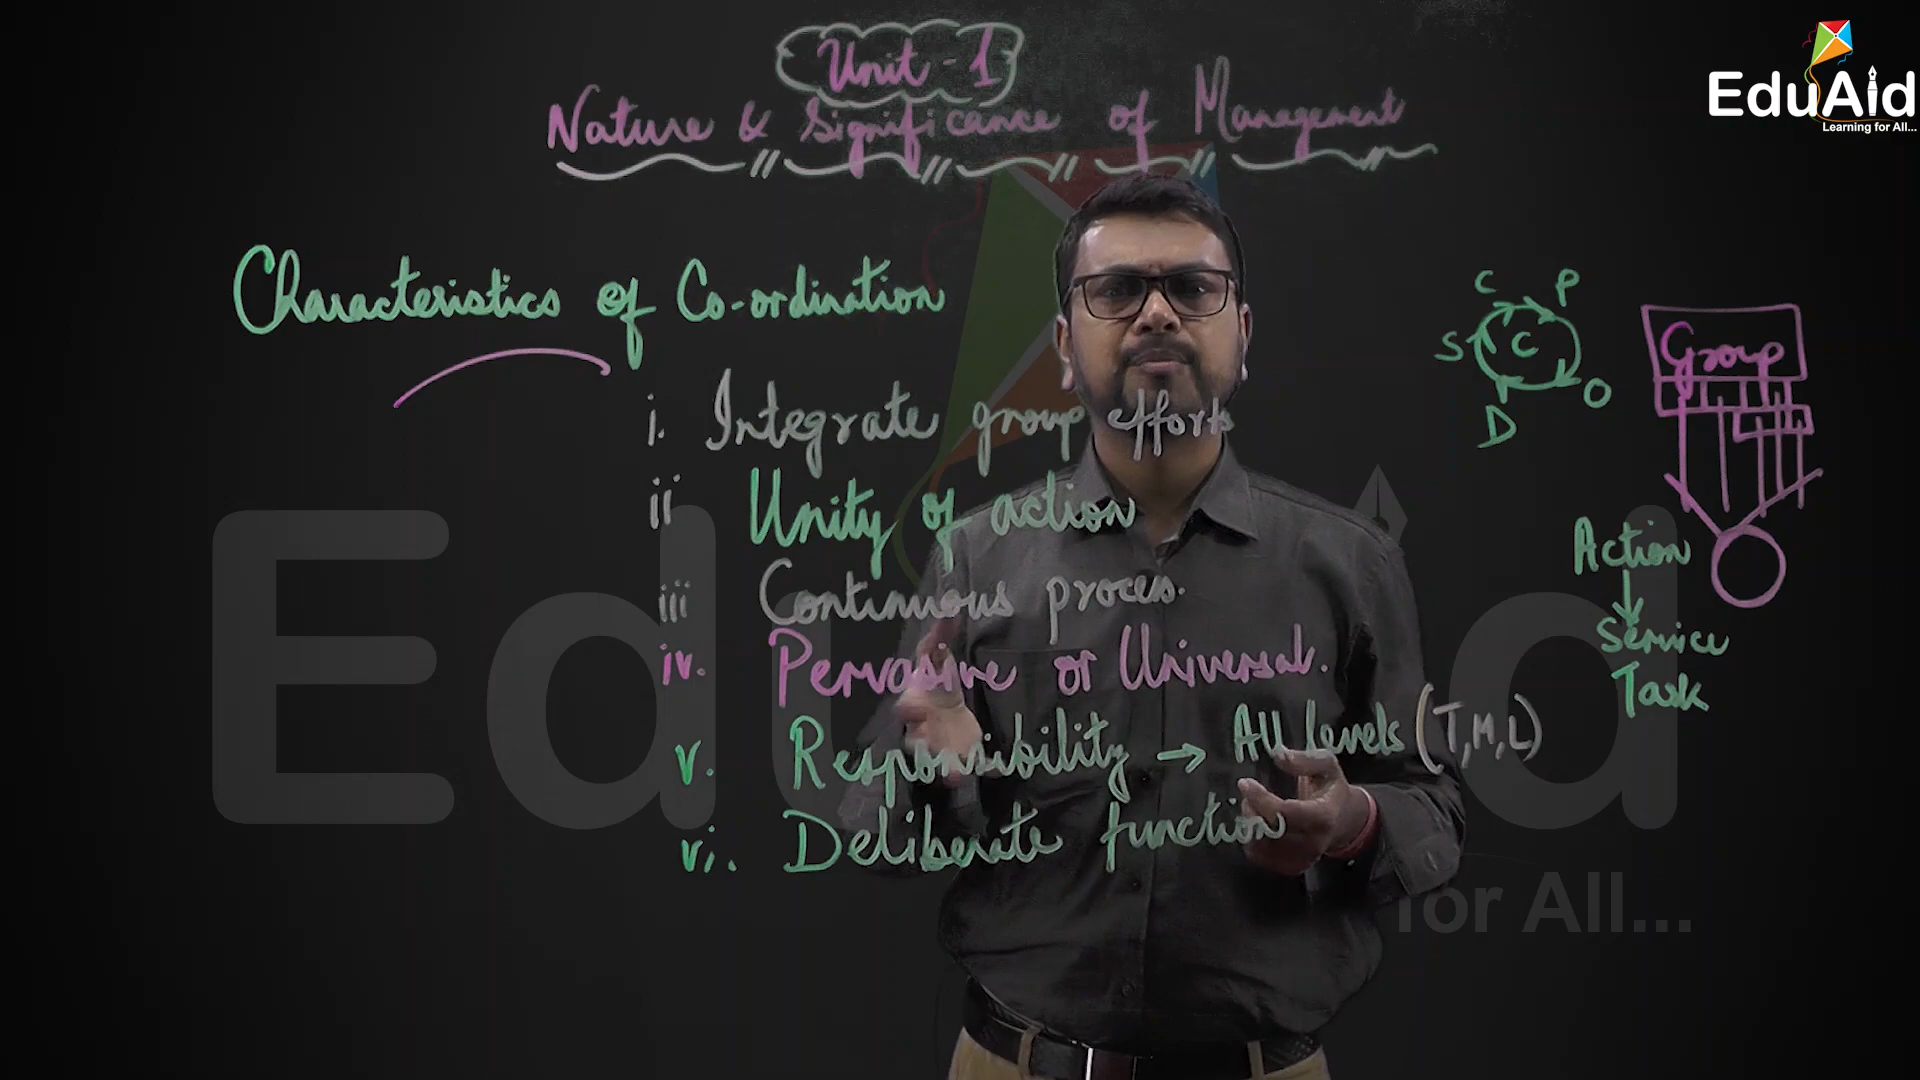 Unit - 1
Nature & Significance of Management
EduAid
Learning for All...
Characteristics of Co-ordination
i. Integrate group efforts
ii Unity of action
iii Continuous proces.
iv. Pervasive or Universal.
v. Responsibility → All Levels (T,M,L)
vi. Deliberate function
C P
S C O
D
Group
Action
↓
Service
Task
Edu d
for All...